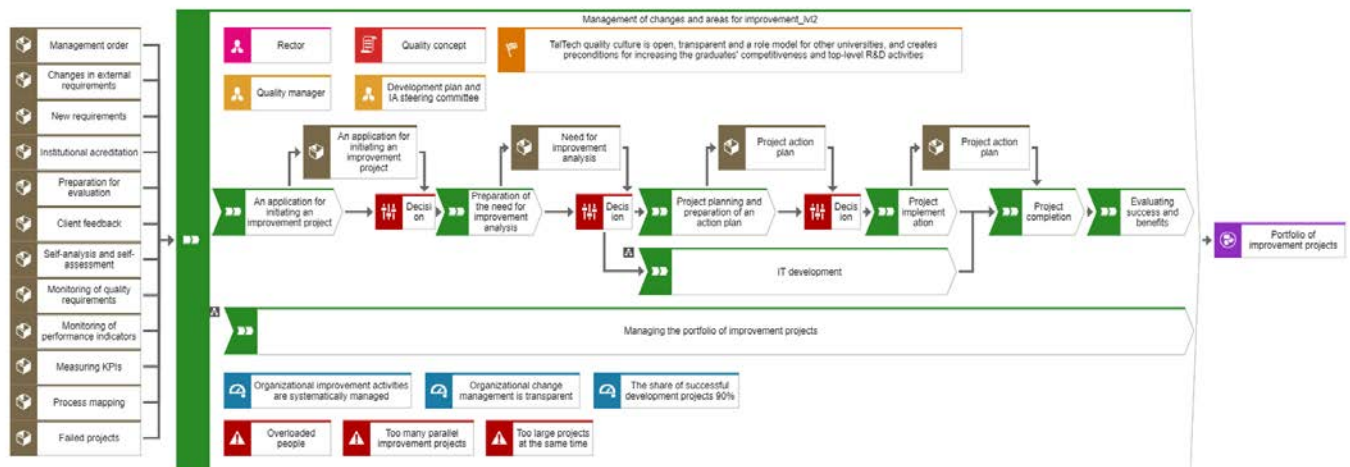 Management of changes and areas for improvement_lvl2
Management order
Changes in external
requirements
New requirements
Institutional acreditation
Preparation for
evaluation
Client feedback
Self-analysis and self-
assessment
Monitoring of quality
requirements
Monitoring of
performance indicators
Measuring KPIs
Process mapping
Failed projects
Rector
Quality concept
TalTech quality culture is open, transparent and a role model for other universities, and creates
preconditions for increasing the graduates' competitiveness and top-level R&D activities
Quality manager
Development plan and
IA steering committee
An application for
initiating an
improvement
project
Need for
improvement
analysis
Project action
plan
Project action
plan
An application for
initiating an
improvement project
Decisi
on
Preparation of
the need for
improvement
analysis
Decis
ion
Project planning and
preparation of an
action plan
Decis
ion
Project
implement
ation
Project
completion
Evaluating
success and
benefits
IT development
Managing the portfolio of improvement projects
Portfolio of
improvement projects
Organizational improvement activities
are systematically managed
Organizational change
management is transparent
The share of successful
development projects 90%
Overloaded
people
Too many parallel
improvement projects
Too large projects
at the same time